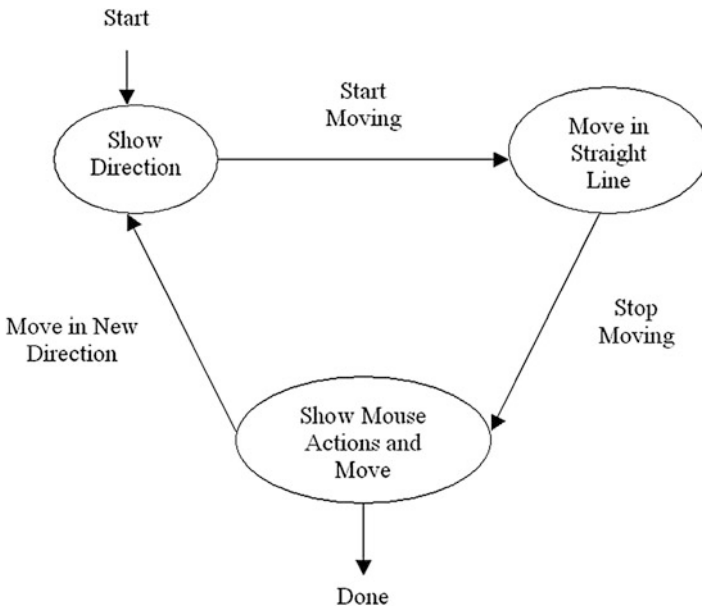 Start
Start
Moving
Show
Direction
Move in
Straight
Line
Move in New
Direction
Stop
Moving
Show Mouse
Actions and
Move
Done